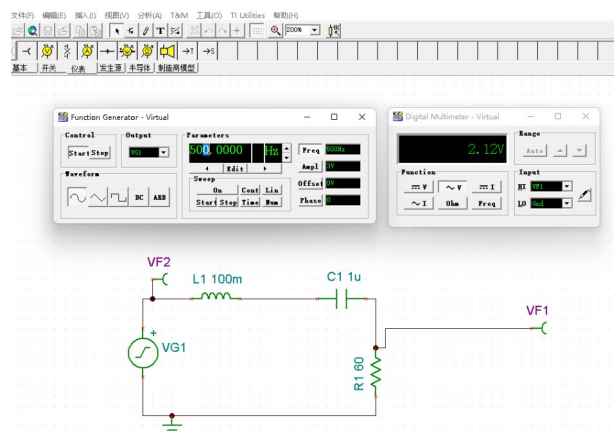 文件(F) 编辑(E) 插入(I) 视图(V) 分析(A) T&M 工具(O) TI Utilities 帮助(H)
200%
基本 开关 仪表 发生源 半导体 制造商模型
Function Generator - Virtual
Control Output Parameters
Start Stop VG1 500.0000 Hz Freq 500Hz
Edit Ampl 3V
Waveform Sweep Offset 0V
DC ARB On Cont Lin
Start Stop Time Num Phase 0
Digital Multimeter - Virtual
2.12V Range
Auto
Function Input
V ~ V I HI VF1
~ I Ohm Freq LO Gnd
VF2
L1 100m C1 1u
VF1
+
VG1
R1 60